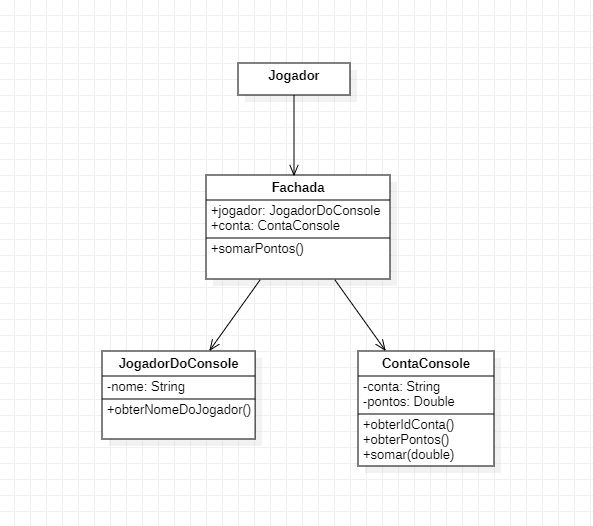 Jogador
Fachada
+jogador: JogadorDoConsole
+conta: ContaConsole
+somarPontos()
JogadorDoConsole
-nome: String
+obterNomeDoJogador()
ContaConsole
-conta: String
-pontos: Double
+obterIdConta()
+obterPontos()
+somar(double)